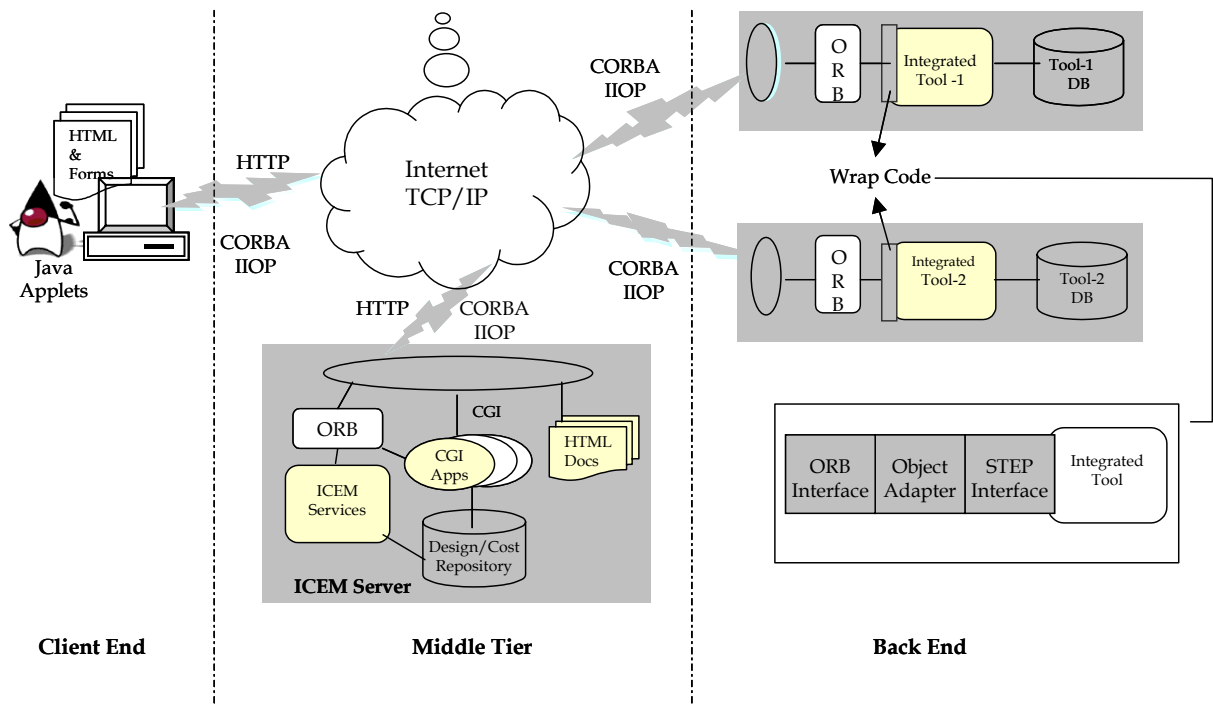 HTML
&
Forms
Java
Applets
HTTP
CORBA
IIOP
Internet
TCP/IP
CORBA
IIOP
CORBA
IIOP
HTTP
CORBA
IIOP
O
R
B
Integrated
Tool -1
Tool-1
DB
Wrap Code
O
R
B
Integrated
Tool-2
Tool-2
DB
ORB
CGI
CGI
Apps
HTML
Docs
ICEM
Services
Design/Cost
Repository
ICEM Server
ORB
Interface
Object
Adapter
STEP
Interface
Integrated
Tool
Client End
Middle Tier
Back End